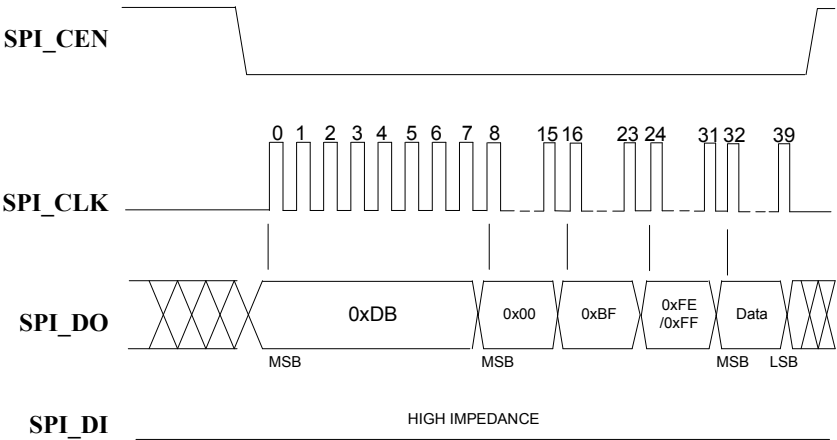 SPI_CEN
0 1 2 3 4 5 6 7 8 15 16 23 24 31 32 39
SPI_CLK
SPI_DO
0xDB
0x00
0xBF
0xFE
/0xFF
Data
MSB MSB MSB LSB
SPI_DI
HIGH IMPEDANCE